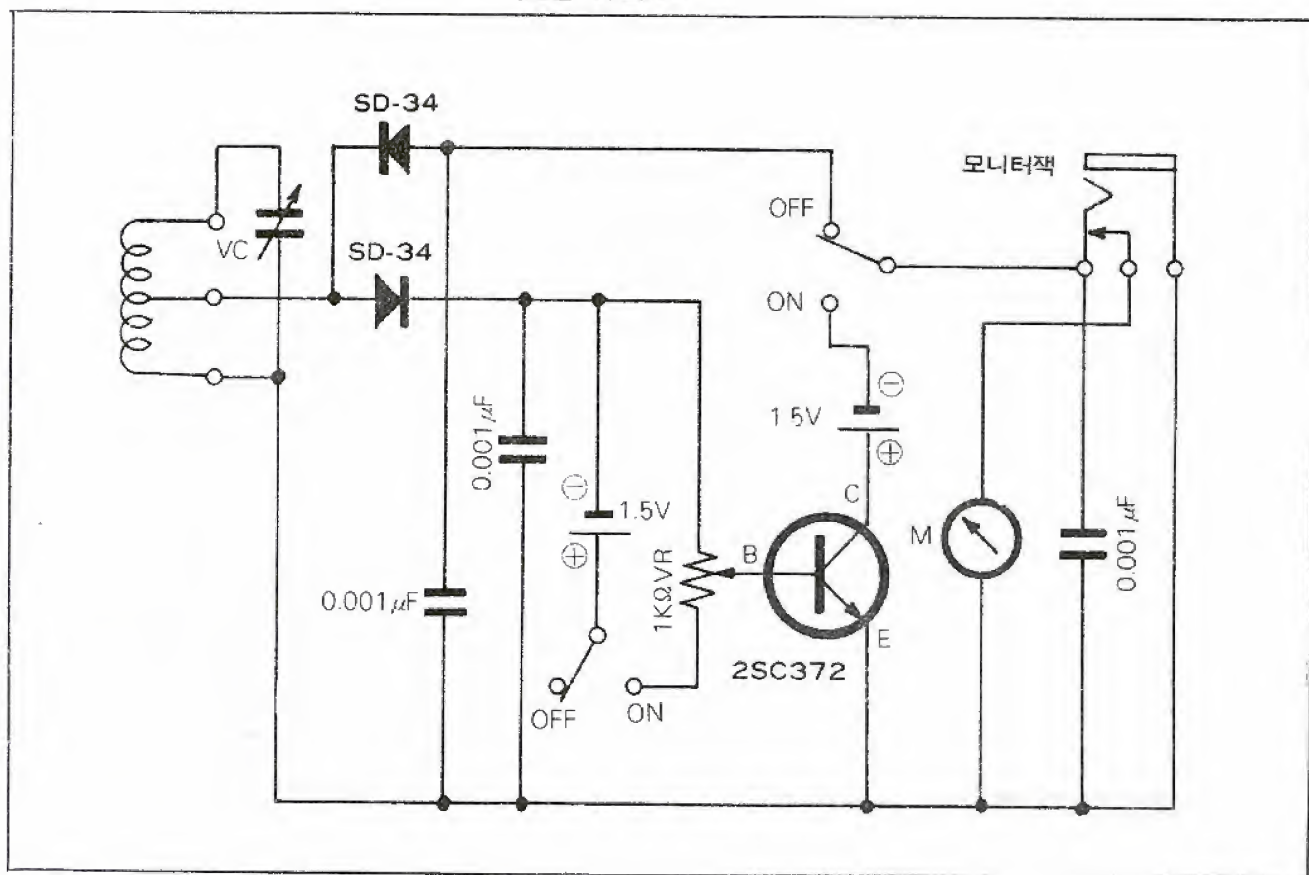 SD-34
모니터잭
OFF
VC
SD-34
ON
⊖
1.5V
⊕
0.001μF
⊖
1.5V
⊕
C
B
M
0.001μF
0.001μF
1KΩVR
E
2SC372
OFF
ON